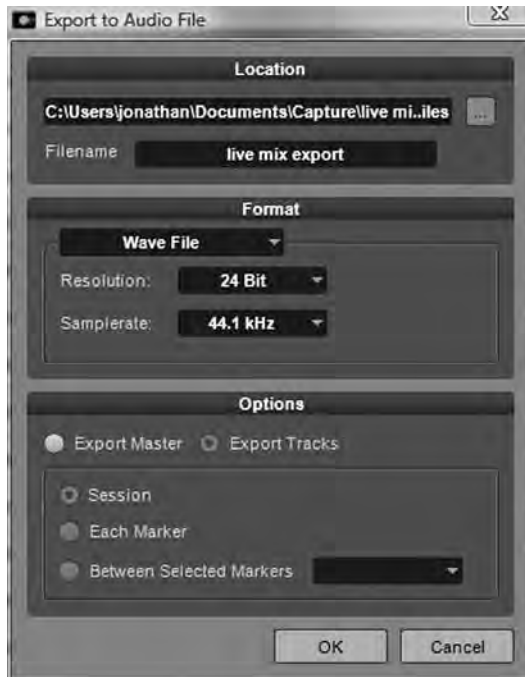 Export to Audio File
Location
C:\Users\jonathan\Documents\Capture\live mi..iles ...
Filename live mix export
Format
Wave File
Resolution: 24 Bit
Samplerate: 44.1 kHz
Options
Export Master Export Tracks
Session
Each Marker
Between Selected Markers
OK Cancel